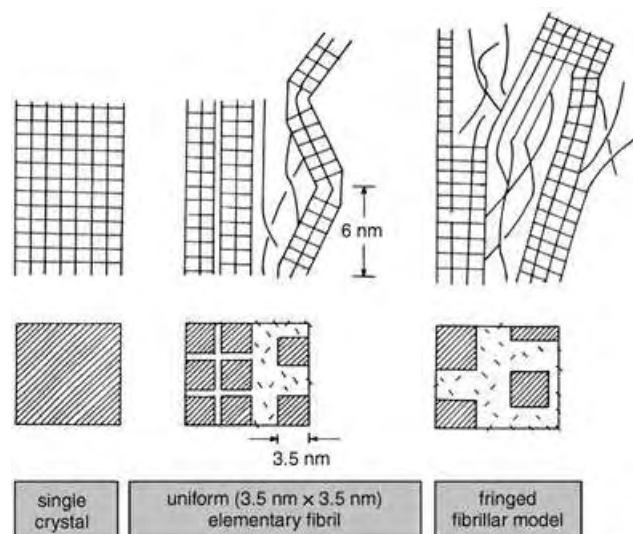 6 nm
3.5 nm
single
crystal
uniform (3.5 nm × 3.5 nm)
elementary fibril
fringed
fibrillar model